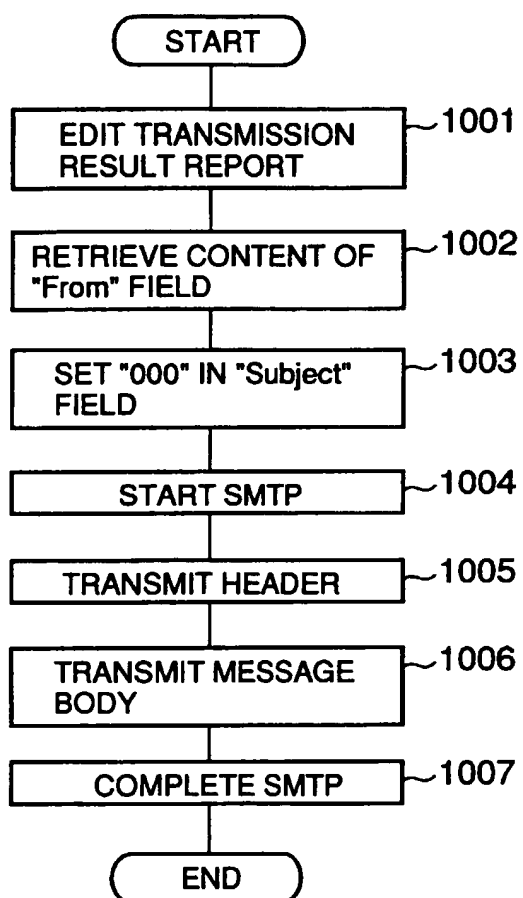 START
EDIT TRANSMISSION
RESULT REPORT
1001
RETRIEVE CONTENT OF
"From" FIELD
1002
SET "000" IN "Subject"
FIELD
1003
START SMTP
1004
TRANSMIT HEADER
1005
TRANSMIT MESSAGE
BODY
1006
COMPLETE SMTP
1007
END